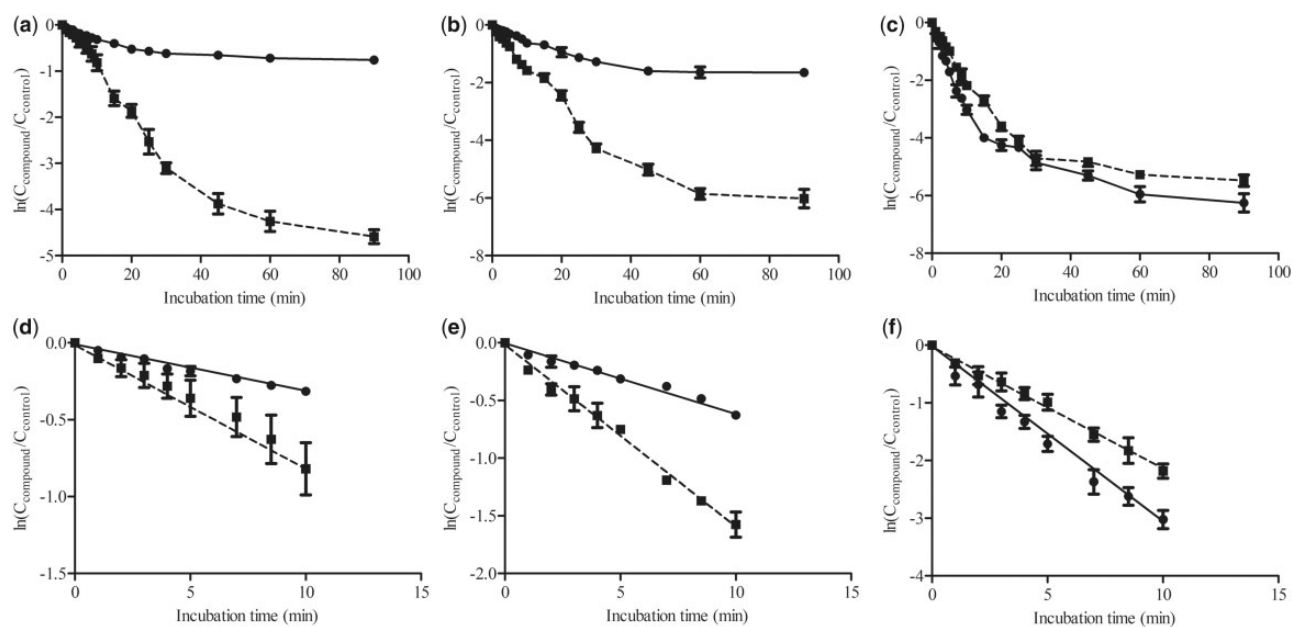 (a)
0
-1
-2
-3
-4
-5
ln(Ccompound/Ccontrol)
0 20 40 60 80 100
Incubation time (min)
(b)
0
-2
-4
-6
-8
ln(Ccompound/Ccontrol)
0 20 40 60 80 100
Incubation time (min)
(c)
0
-2
-4
-6
-8
ln(Ccompound/Ccontrol)
0 20 40 60 80 100
Incubation time (min)
(d)
0.0
-0.5
-1.0
-1.5
ln(Ccompound/Ccontrol)
0 5 10 15
Incubation time (min)
(e)
0.0
-0.5
-1.0
-1.5
-2.0
ln(Ccompound/Ccontrol)
0 5 10 15
Incubation time (min)
(f)
0
-1
-2
-3
-4
ln(Ccompound/Ccontrol)
0 5 10 15
Incubation time (min)